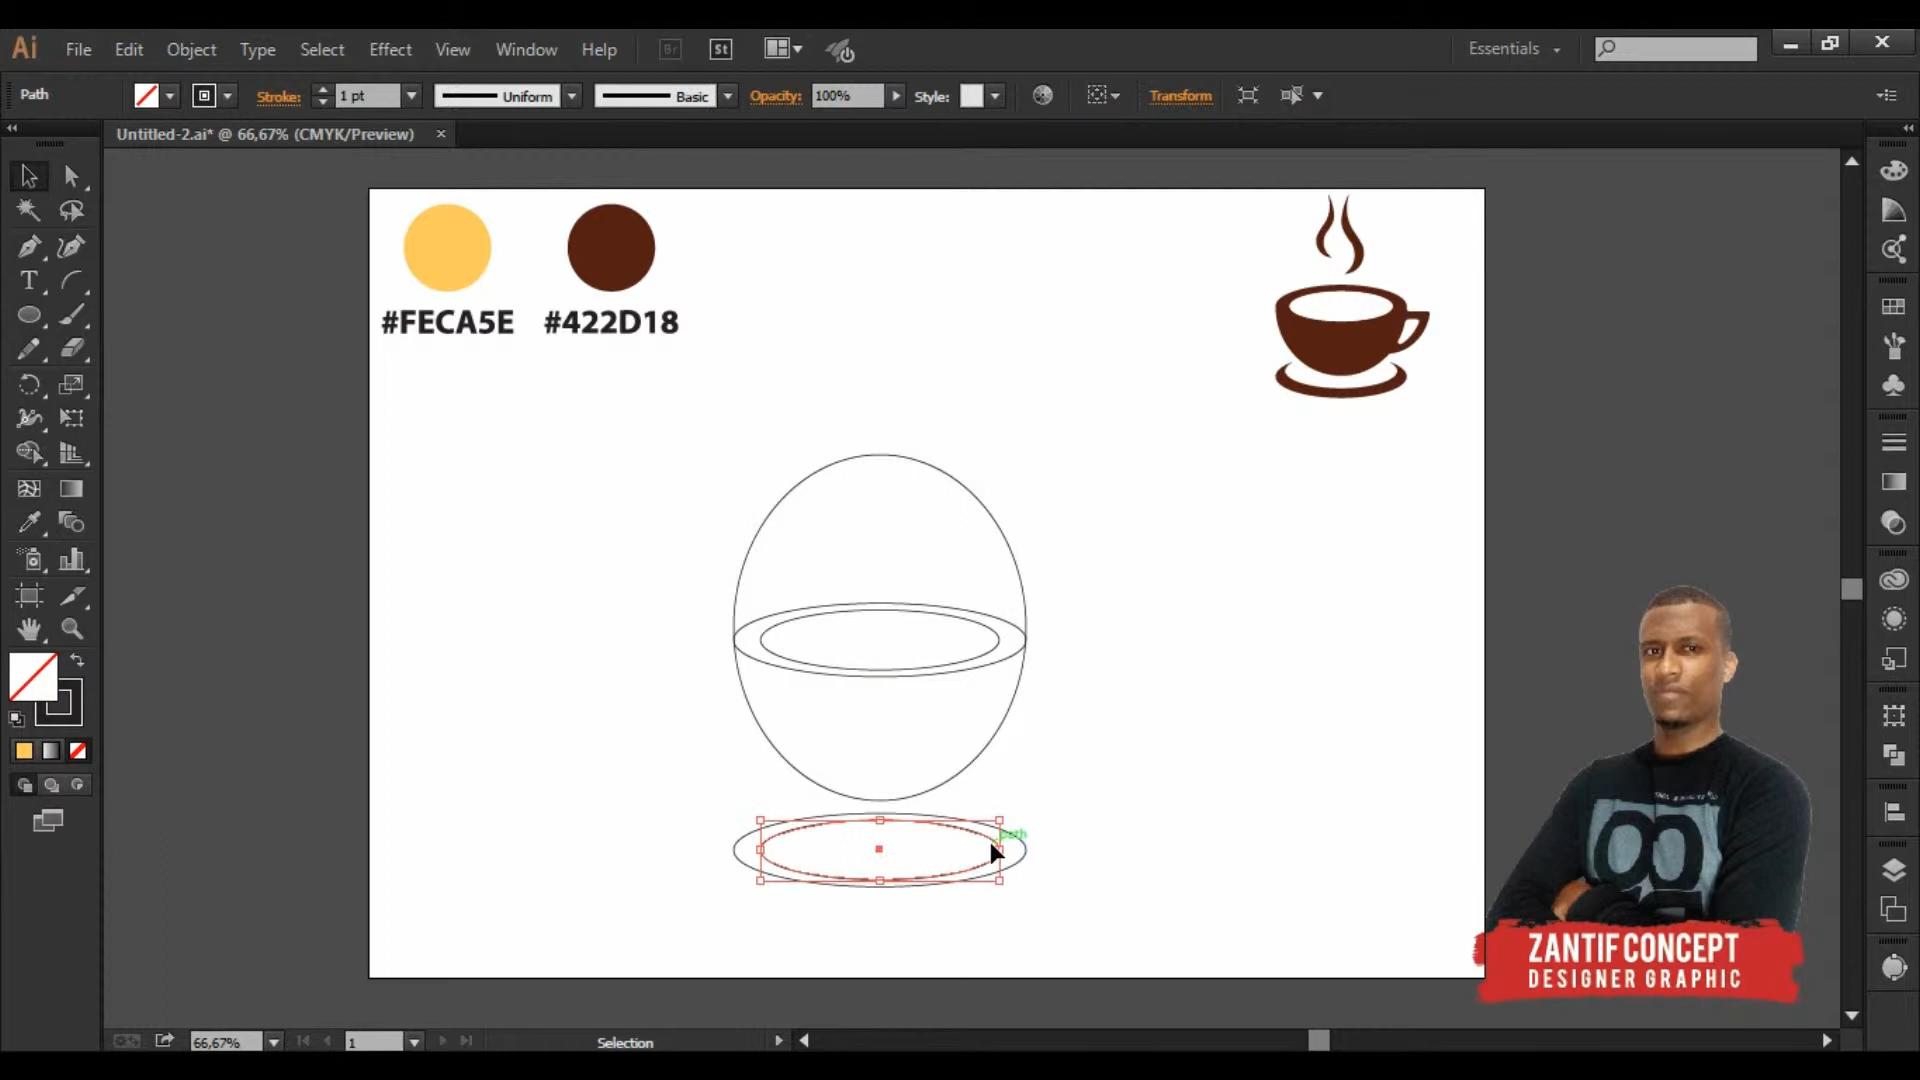 Ai File Edit Object Type Select Effect View Window Help Br St Essentials
Path Stroke: 1 pt Uniform Basic Opacity: 100% Style: Transform
Untitled-2.ai* @ 66,67% (CMYK/Preview)
#FECA5E #422D18
path
ZANTIF CONCEPT
DESIGNER GRAPHIC
66,67% 1 Selection